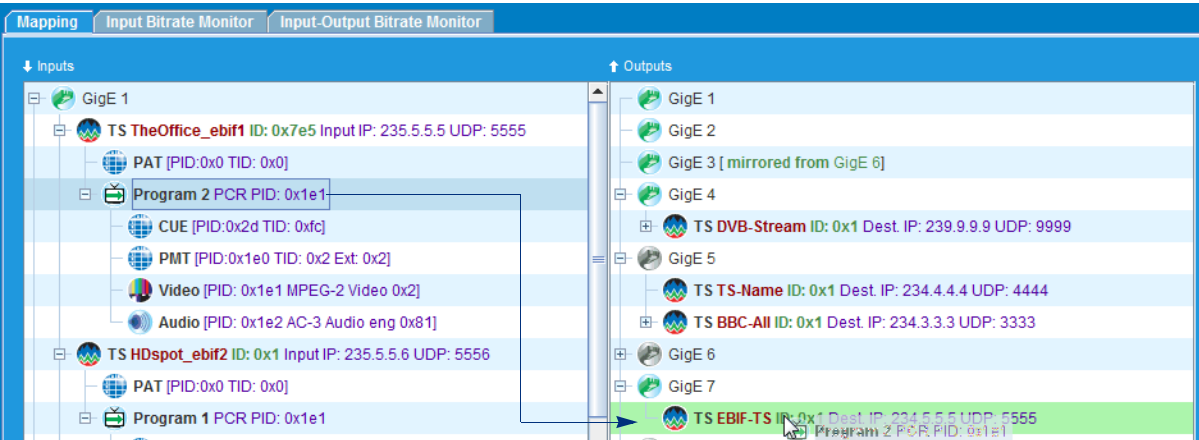 Mapping Input Bitrate Monitor Input-Output Bitrate Monitor
Inputs
GigE 1
TS TheOffice_ebif1 ID: 0x7e5 Input IP: 235.5.5.5 UDP: 5555
PAT [PID:0x0 TID: 0x0]
Program 2 PCR PID: 0x1e1
CUE [PID:0x2d TID: 0xfc]
PMT [PID:0x1e0 TID: 0x2 Ext: 0x2]
Video [PID: 0x1e1 MPEG-2 Video 0x2]
Audio [PID: 0x1e2 AC-3 Audio eng 0x81]
TS HDspot_ebif2 ID: 0x1 Input IP: 235.5.5.6 UDP: 5556
PAT [PID:0x0 TID: 0x0]
Program 1 PCR PID: 0x1e1
Outputs
GigE 1
GigE 2
GigE 3 [ mirrored from GigE 6]
GigE 4
TS DVB-Stream ID: 0x1 Dest. IP: 239.9.9.9 UDP: 9999
GigE 5
TS TS-Name ID: 0x1 Dest. IP: 234.4.4.4 UDP: 4444
TS BBC-All ID: 0x1 Dest. IP: 234.3.3.3 UDP: 3333
GigE 6
GigE 7
TS EBIF-TS ID: 0x1 Dest. IP: 234.5.5.5 UDP: 5555
Program 2 PCR PID: 0x1e1